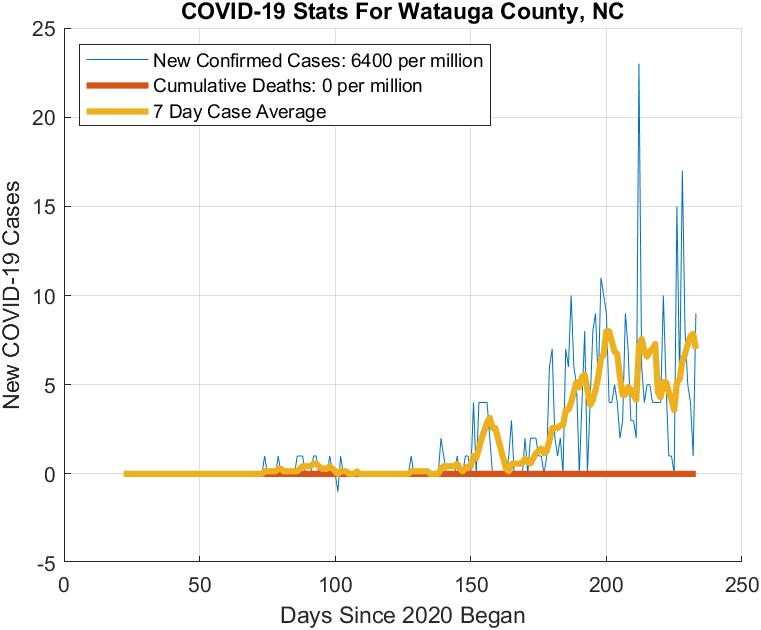 COVID-19 Stats For Watauga County, NC
25
New Confirmed Cases: 6400 per million
Cumulative Deaths: 0 per million
7 Day Case Average
20
15
10
5
0
-5
New COVID-19 Cases
0 50 100 150 200 250
Days Since 2020 Began